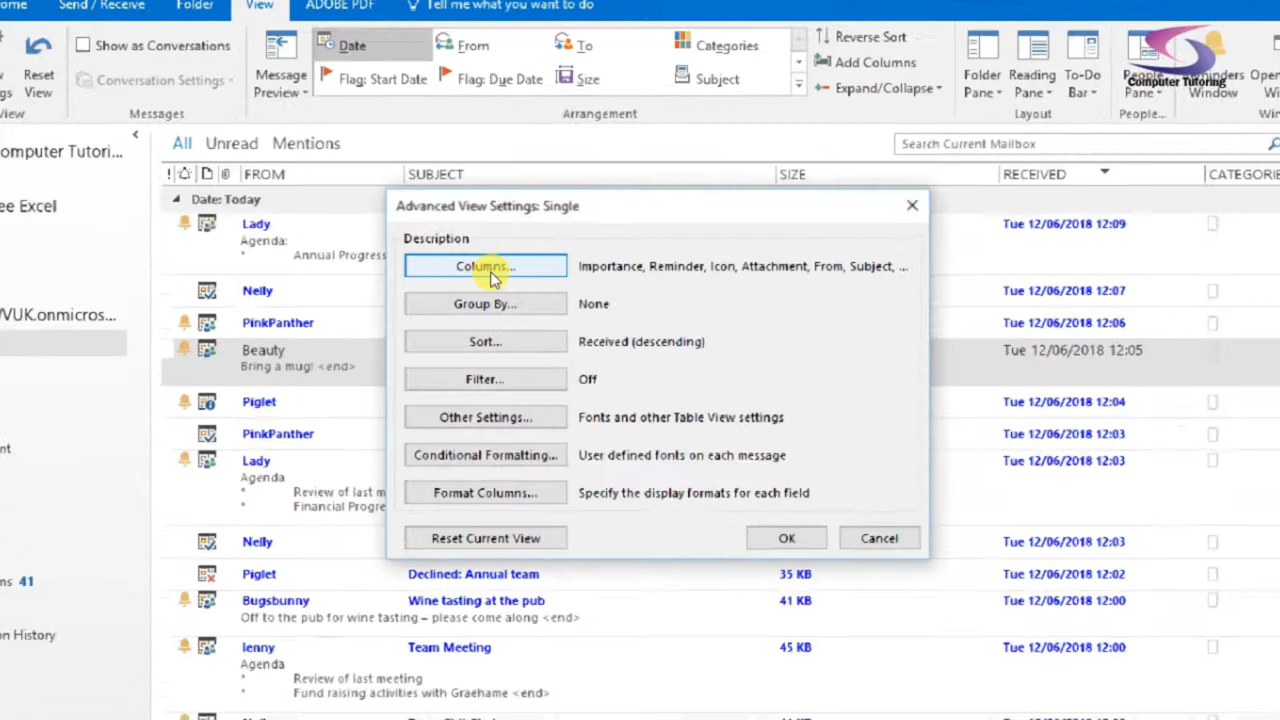 ome Send / Receive Folder View ADOBE PDF Tell me what you want to do
Show as Conversations
Conversation Settings
Messages
Reset
View
gs
View
Message
Preview
Date
From
To
Categories
Flag: Start Date
Flag: Due Date
Size
Subject
Arrangement
Reverse Sort
Add Columns
Expand/Collapse
Folder
Pane
Reading
Pane
To-Do
Bar
Layout
People
Pane
People...
Reminders
Window
Computer Tutoring
Open
All Unread Mentions
Search Current Mailbox
omputer Tutori...
ee Excel
VUK.onmicros...
nt
ms 41
on History
! FROM SUBJECT SIZE RECEIVED CATEGORIE
Date: Today
Lady Tue 12/06/2018 12:09
Agenda:
* Annual Progress
Nelly Tue 12/06/2018 12:07
PinkPanther Tue 12/06/2018 12:06
Beauty Tue 12/06/2018 12:05
Bring a mug! <end>
Piglet Tue 12/06/2018 12:04
PinkPanther Tue 12/06/2018 12:03
Lady Tue 12/06/2018 12:03
Agenda
* Review of last m
* Financial Progre
Nelly Tue 12/06/2018 12:03
Piglet Declined: Annual team 35 KB Tue 12/06/2018 12:02
Bugsbunny Wine tasting at the pub 41 KB Tue 12/06/2018 12:00
Off to the pub for wine tasting – please come along <end>
lenny Team Meeting 45 KB Tue 12/06/2018 12:00
Agenda
* Review of last meeting
* Fund raising activities with Graehame <end>
Advanced View Settings: Single
Description
Columns... Importance, Reminder, Icon, Attachment, From, Subject, ...
Group By... None
Sort... Received (descending)
Filter... Off
Other Settings... Fonts and other Table View settings
Conditional Formatting... User defined fonts on each message
Format Columns... Specify the display formats for each field
Reset Current View OK Cancel